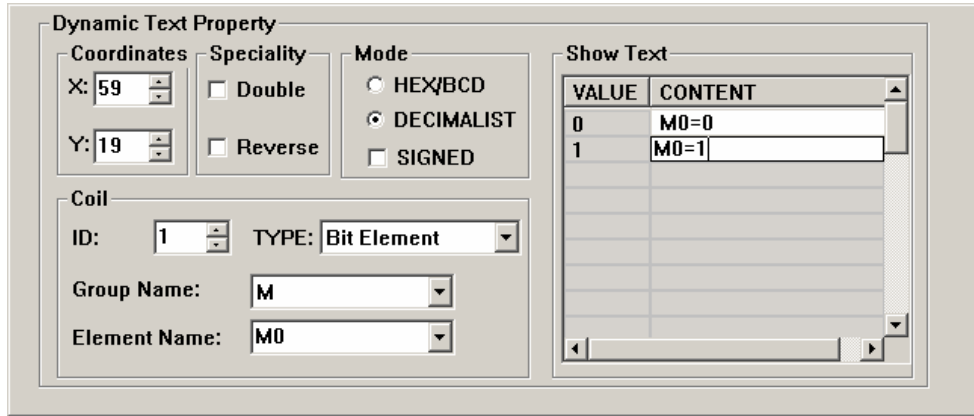 Dynamic Text Property
Coordinates
X: 59
Y: 19
Speciality
Double
Reverse
Mode
HEX/BCD
DECIMALIST
SIGNED
Coil
ID: 1 TYPE: Bit Element
Group Name: M
Element Name: M0
Show Text
VALUE CONTENT
0 M0=0
1 M0=1